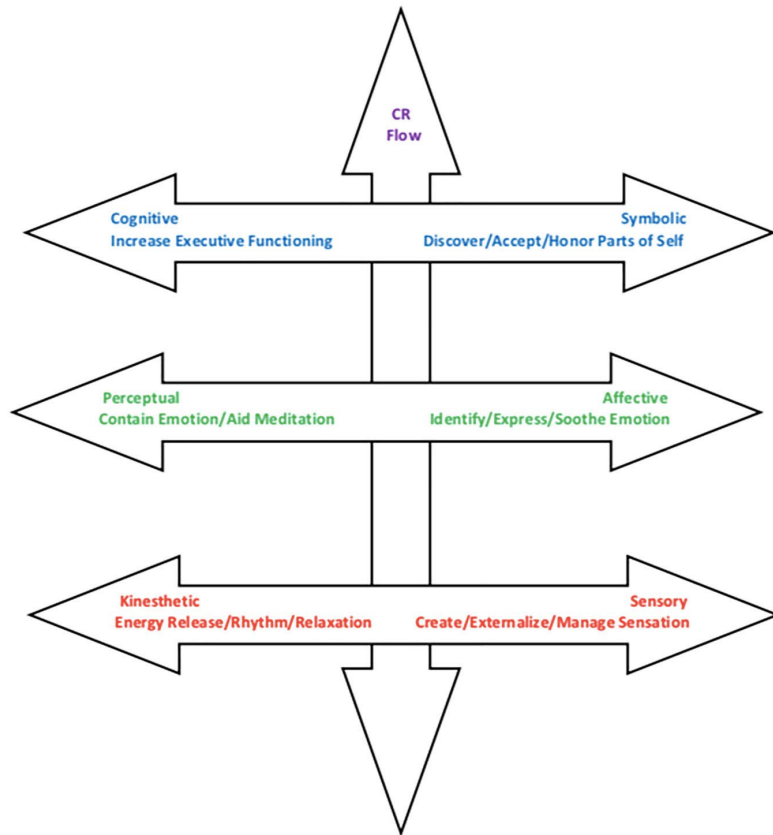 CR
Flow
Cognitive
Increase Executive Functioning
Symbolic
Discover/Accept/Honor Parts of Self
Perceptual
Contain Emotion/Aid Meditation
Affective
Identify/Express/Soothe Emotion
Kinesthetic
Energy Release/Rhythm/Relaxation
Sensory
Create/Externalize/Manage Sensation